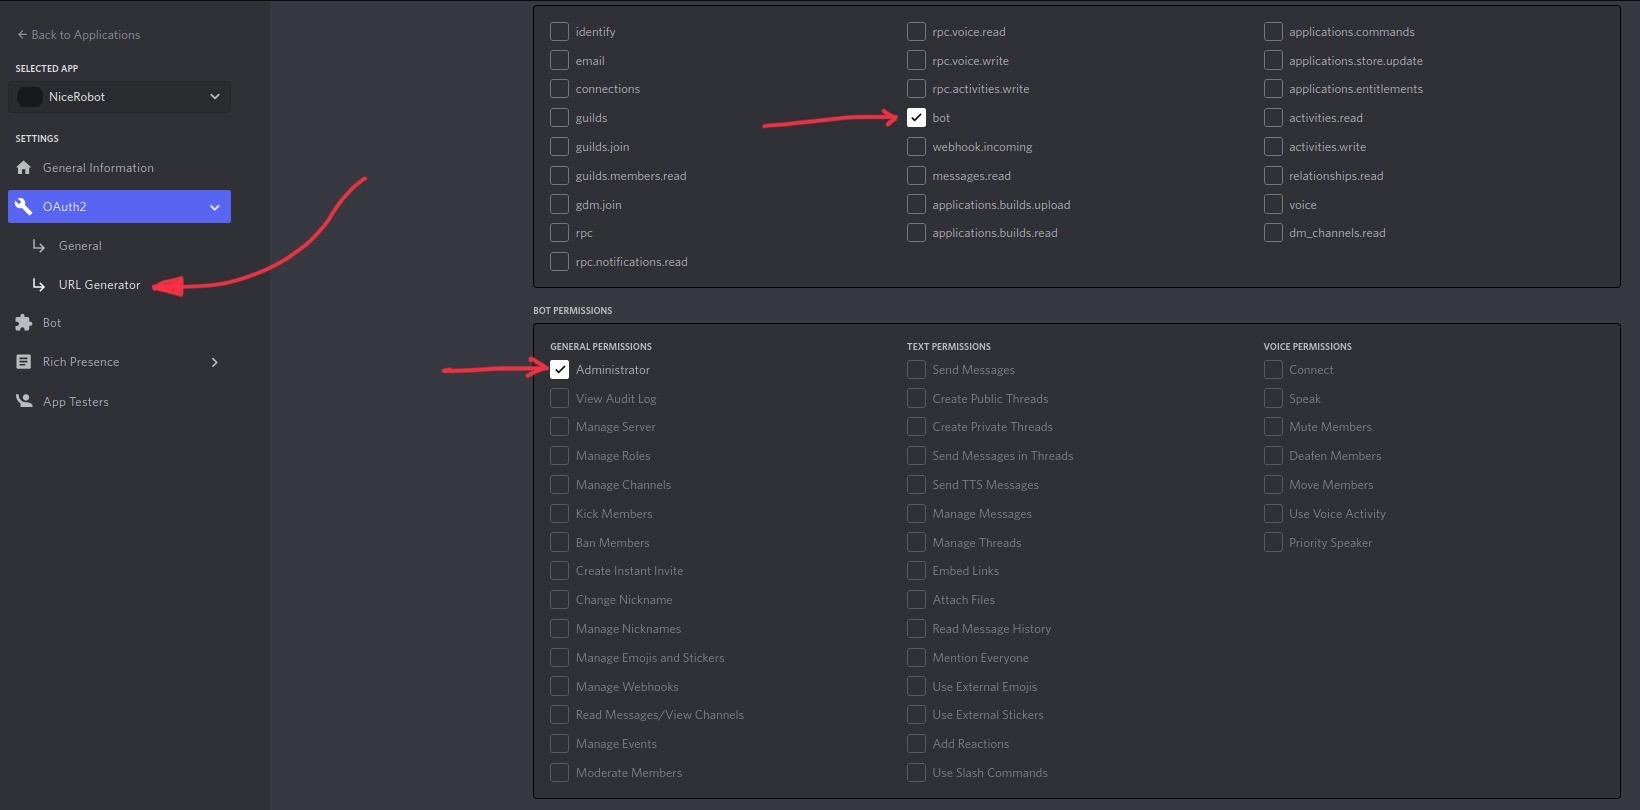 ← Back to Applications
SELECTED APP
NiceRobot
SETTINGS
General Information
OAuth2
General
URL Generator
Bot
Rich Presence
App Testers
identify
email
connections
guilds
guilds.join
guilds.members.read
gdm.join
rpc
rpc.notifications.read
rpc.voice.read
rpc.voice.write
rpc.activities.write
bot
webhook.incoming
messages.read
applications.builds.upload
applications.builds.read
applications.commands
applications.store.update
applications.entitlements
activities.read
activities.write
relationships.read
voice
dm_channels.read
BOT PERMISSIONS
GENERAL PERMISSIONS
Administrator
View Audit Log
Manage Server
Manage Roles
Manage Channels
Kick Members
Ban Members
Create Instant Invite
Change Nickname
Manage Nicknames
Manage Emojis and Stickers
Manage Webhooks
Read Messages/View Channels
Manage Events
Moderate Members
TEXT PERMISSIONS
Send Messages
Create Public Threads
Create Private Threads
Send Messages in Threads
Send TTS Messages
Manage Messages
Manage Threads
Embed Links
Attach Files
Read Message History
Mention Everyone
Use External Emojis
Use External Stickers
Add Reactions
Use Slash Commands
VOICE PERMISSIONS
Connect
Speak
Mute Members
Deafen Members
Move Members
Use Voice Activity
Priority Speaker